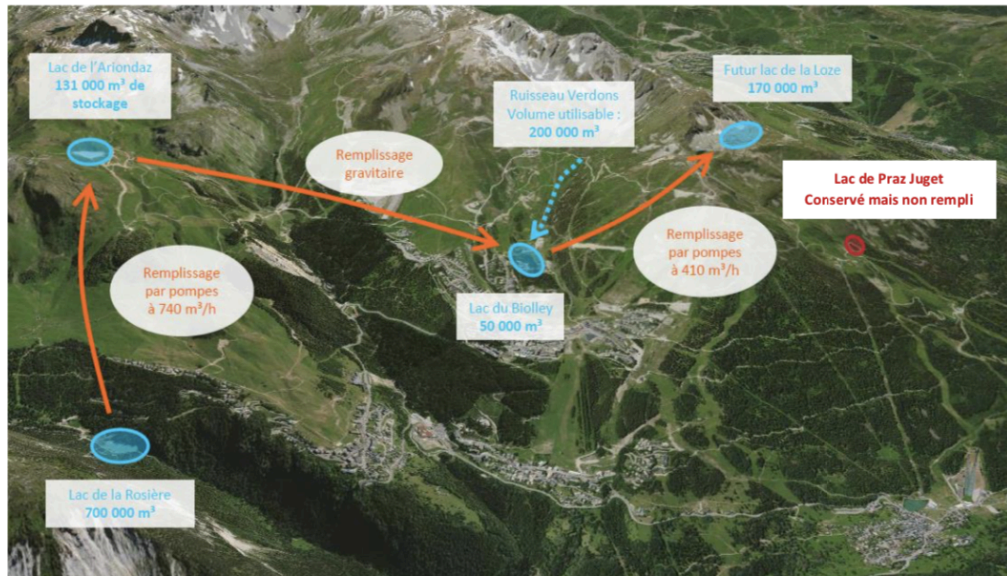 Lac de l'Ariondaz
131 000 m³ de
stockage
Ruisseau Verdons
Volume utilisable :
200 000 m³
Futur lac de la Loze
170 000 m³
Remplissage
gravitaire
Lac de Praz Juget
Conservé mais non rempli
Remplissage
par pompes
à 740 m³/h
Remplissage
par pompes
à 410 m³/h
Lac du Biolley
50 000 m³
Lac de la Rosière
700 000 m³